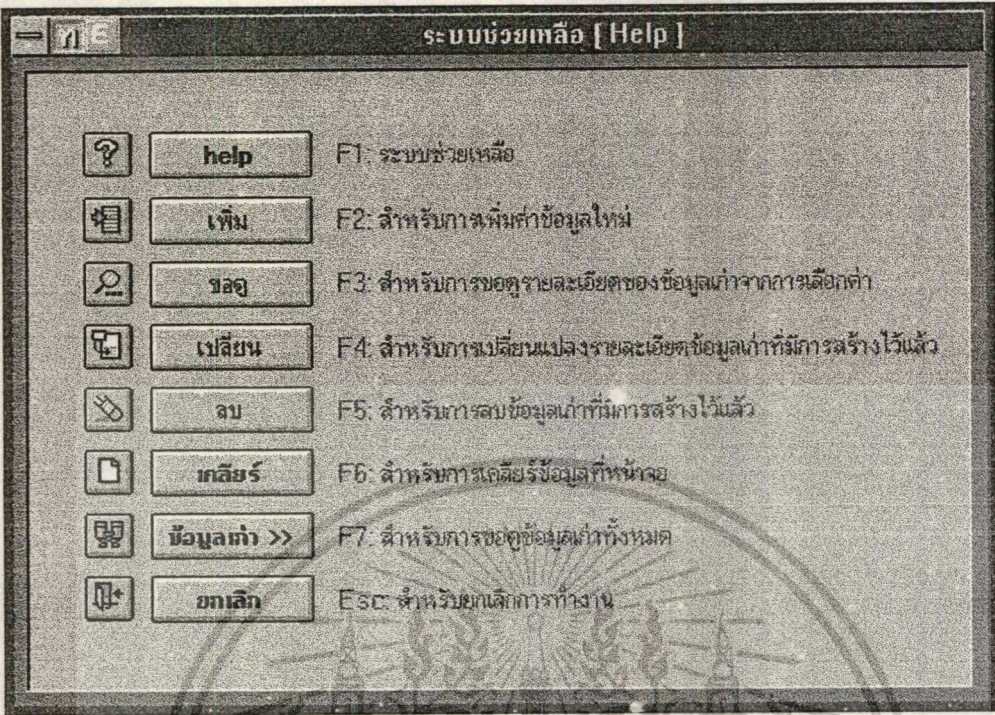 ก E ระบบช่วยเหลือ [ Help ]
help F1: ระบบช่วยเหลือ
เพิ่ม F2: สำหรับการเพิ่มค่าข้อมูลใหม่
ขอดู F3: สำหรับการขอดูรายละเอียดของข้อมูลเก่าจากการเลือกค่า
เปลี่ยน F4: สำหรับการเปลี่ยนแปลงรายละเอียดข้อมูลเก่าที่มีการสร้างไว้แล้ว
ลบ F5: สำหรับการลบข้อมูลเก่าที่มีการสร้างไว้แล้ว
เคลียร์ F6: สำหรับการเคลียร์ข้อมูลที่หน้าจอ
ข้อมูลเก่า >> F7: สำหรับการขอดูข้อมูลเก่าทั้งหมด
ยกเลิก Esc: สำหรับยกเลิกการทำงาน